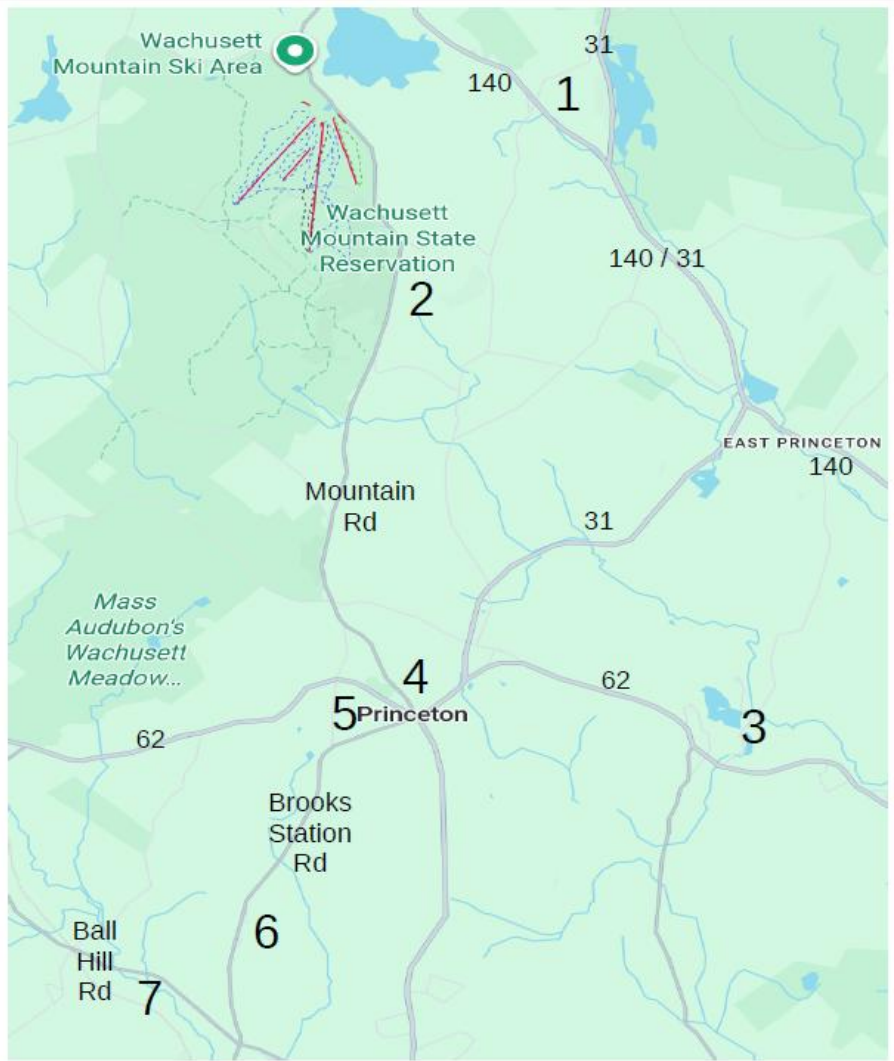 Wachusett
Mountain Ski Area
31
140
1
Wachusett
Mountain State
Reservation
140 / 31
2
EAST PRINCETON
140
Mountain
Rd
31
Mass
Audubon's
Wachusett
Meadow...
4
62
5
Princeton
3
62
Brooks
Station
Rd
6
Ball
Hill
Rd
7